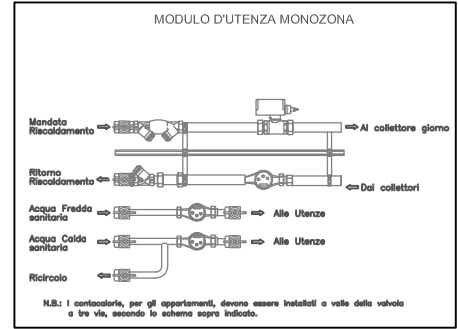 MODULO D'UTENZA MONOZONA
Mandata
Riscaldamento
Al collettore giorno
Ritorno
Riscaldamento
Dai collettori
Acqua Fredda
sanitaria
Alle Utenze
Acqua Calda
sanitaria
Alle Utenze
Ricircolo
N.B.: I contacalorie, per gli appartamenti, devono essere installati a valle della valvola
a tre vie, secondo lo schema sopra indicato.